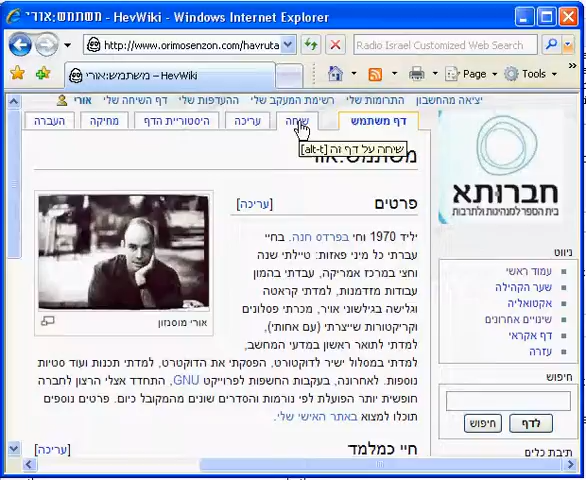 משתמש:אורי - HevWiki - Windows Internet Explorer
http://www.orimosenzon.com/havruta
Radio Israel Customized Web Search
משתמש:אורי - HevWiki
Page
Tools
אורי דף השיחה שלי ההעדפות שלי רשימת המעקב שלי התרומות שלי יציאה מהחשבון
דף משתמש
שיחה
עריכה
היסטוריית הדף
מחיקה
העברה
שיחה על דף זה [alt-t]
משתמש:אורי
פרטים
[עריכה]
יליד 1970 וחי בפרדס חנה. בחיי
עברתי כל מיני פאזות: טיילתי שנה
וחצי במרכז אמריקה, עבדתי בהמון
עבודות מזדמנות, למדתי קראטה
וגלישה בגילשוני אויר, מכרתי פסלונים
וקריקטורות שייצרתי (עם אחותי),
למדתי לתואר ראשון במדעי המחשב,
למדתי במסלול ישיר לדוקטורט, הפסקתי את הדוקטרט, למדתי תכנות ועוד סטיות
נוספות. לאחרונה, בעקבות החשפות לפרוייקט GNU, התחדד אצלי הרצון לחברה
חופשית יותר הפועלת לפי נורמות והסדרים שונים מהמקובל כיום. פרטים נוספים
תוכלו למצוא באתר האישי שלי.
אורי מוסנזון
חיי כמלמד
[עריכה]
חברותא
בית הספר למנהיגות ולתרבות
ניווט
עמוד ראשי
שער הקהילה
אקטואליה
שינויים אחרונים
דף אקראי
עזרה
חיפוש
לדף
חיפוש
תיבת כלים